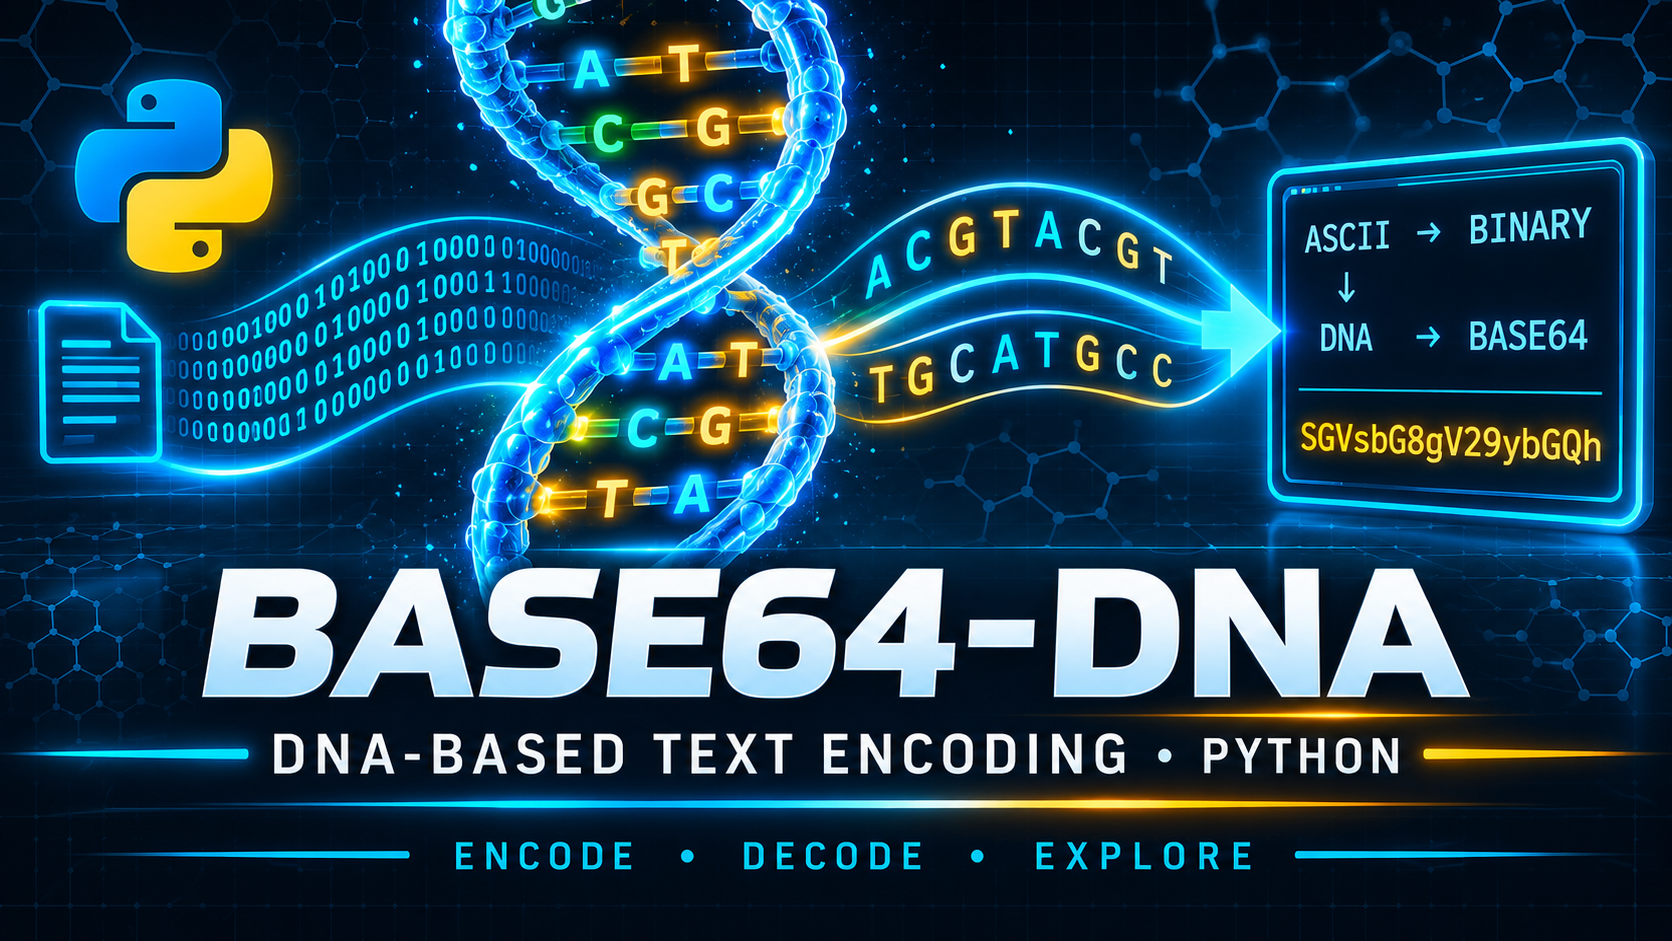 G
A T
C G
G C
T
A T
C G
T A
ACGTACGT
TGCATGCC
ASCII → BINARY
↓
DNA → BASE64
SGVsbG8gV29ybGQh
BASE64-DNA
DNA-BASED TEXT ENCODING • PYTHON
ENCODE • DECODE • EXPLORE